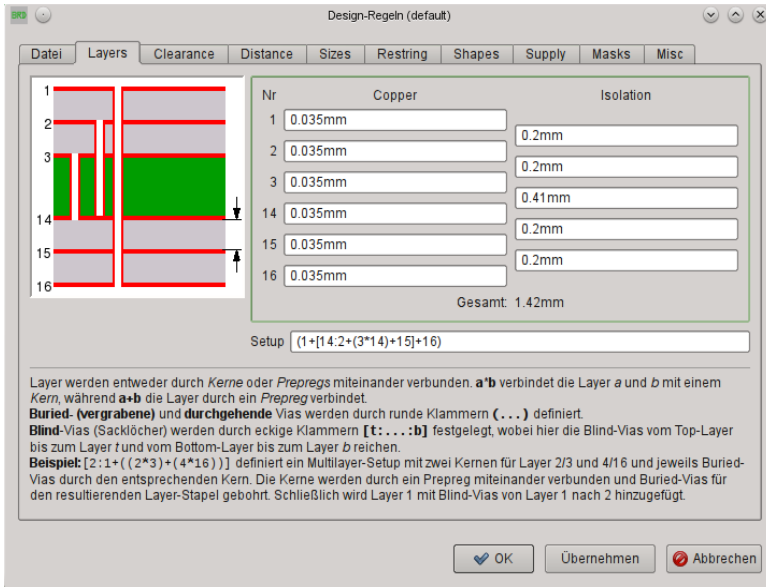 BRD Design-Regeln (default)
Datei Layers Clearance Distance Sizes Restring Shapes Supply Masks Misc
1
2
3
14
15
16
Nr Copper Isolation
1 0.035mm
0.2mm
2 0.035mm
0.2mm
3 0.035mm
0.41mm
14 0.035mm
0.2mm
15 0.035mm
0.2mm
16 0.035mm
Gesamt: 1.42mm
Setup (1+[14:2+(3*14)+15]+16)
Layer werden entweder durch Kerne oder Prepregs miteinander verbunden. a*b verbindet die Layer a und b mit einem
Kern, während a+b die Layer durch ein Prepreg verbindet.
Buried- (vergrabene) und durchgehende Vias werden durch runde Klammern (...) definiert.
Blind-Vias (Sacklöcher) werden durch eckige Klammern [t:...:b] festgelegt, wobei hier die Blind-Vias vom Top-Layer
bis zum Layer t und vom Bottom-Layer bis zum Layer b reichen.
Beispiel: [2:1+((2*3)+(4*16))] definiert ein Multilayer-Setup mit zwei Kernen für Layer 2/3 und 4/16 und jeweils Buried-
Vias durch den entsprechenden Kern. Die Kerne werden durch ein Prepreg miteinander verbunden und Buried-Vias für
den resultierenden Layer-Stapel gebohrt. Schließlich wird Layer 1 mit Blind-Vias von Layer 1 nach 2 hinzugefügt.
OK Übernehmen Abbrechen